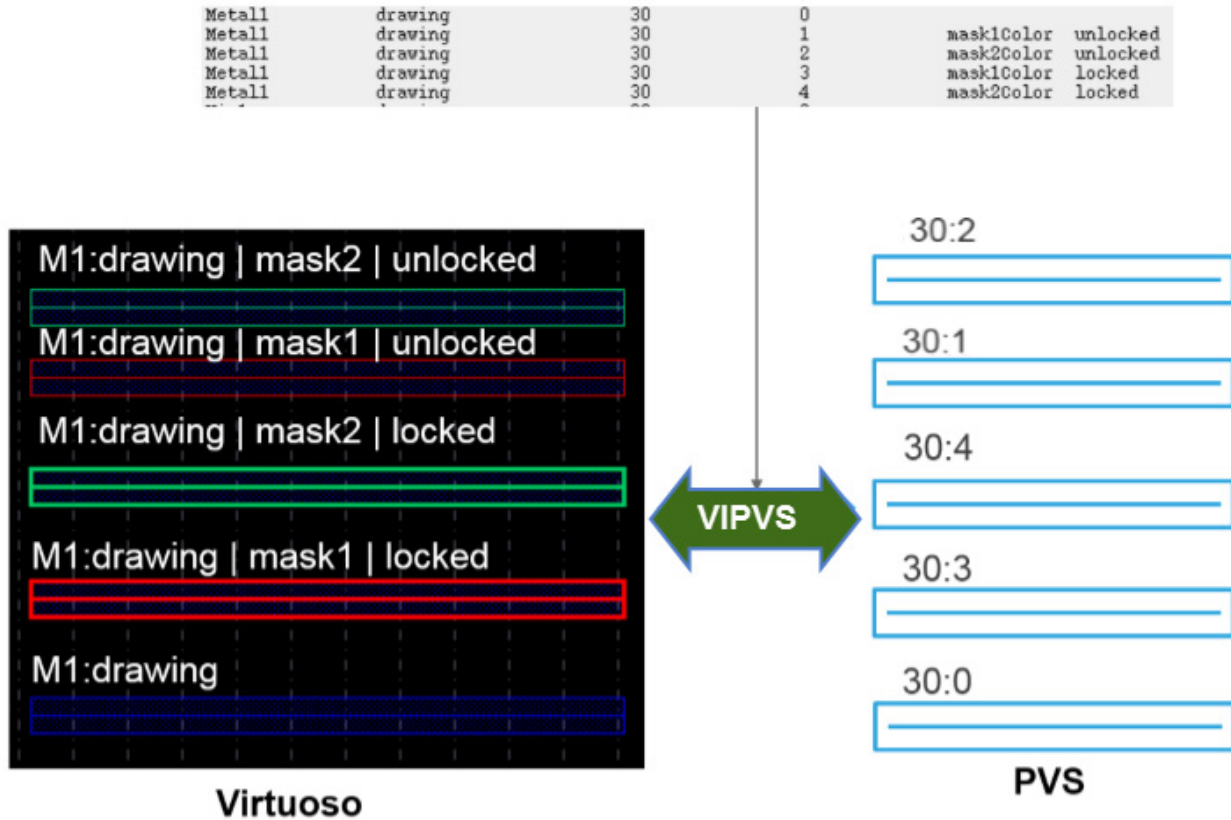 Metal1 drawing 30 0
Metal1 drawing 30 1 mask1Color unlocked
Metal1 drawing 30 2 mask2Color unlocked
Metal1 drawing 30 3 mask1Color locked
Metal1 drawing 30 4 mask2Color locked
M1:drawing | mask2 | unlocked
M1:drawing | mask1 | unlocked
M1:drawing | mask2 | locked
M1:drawing | mask1 | locked
M1:drawing
Virtuoso
VIPVS
30:2
30:1
30:4
30:3
30:0
PVS